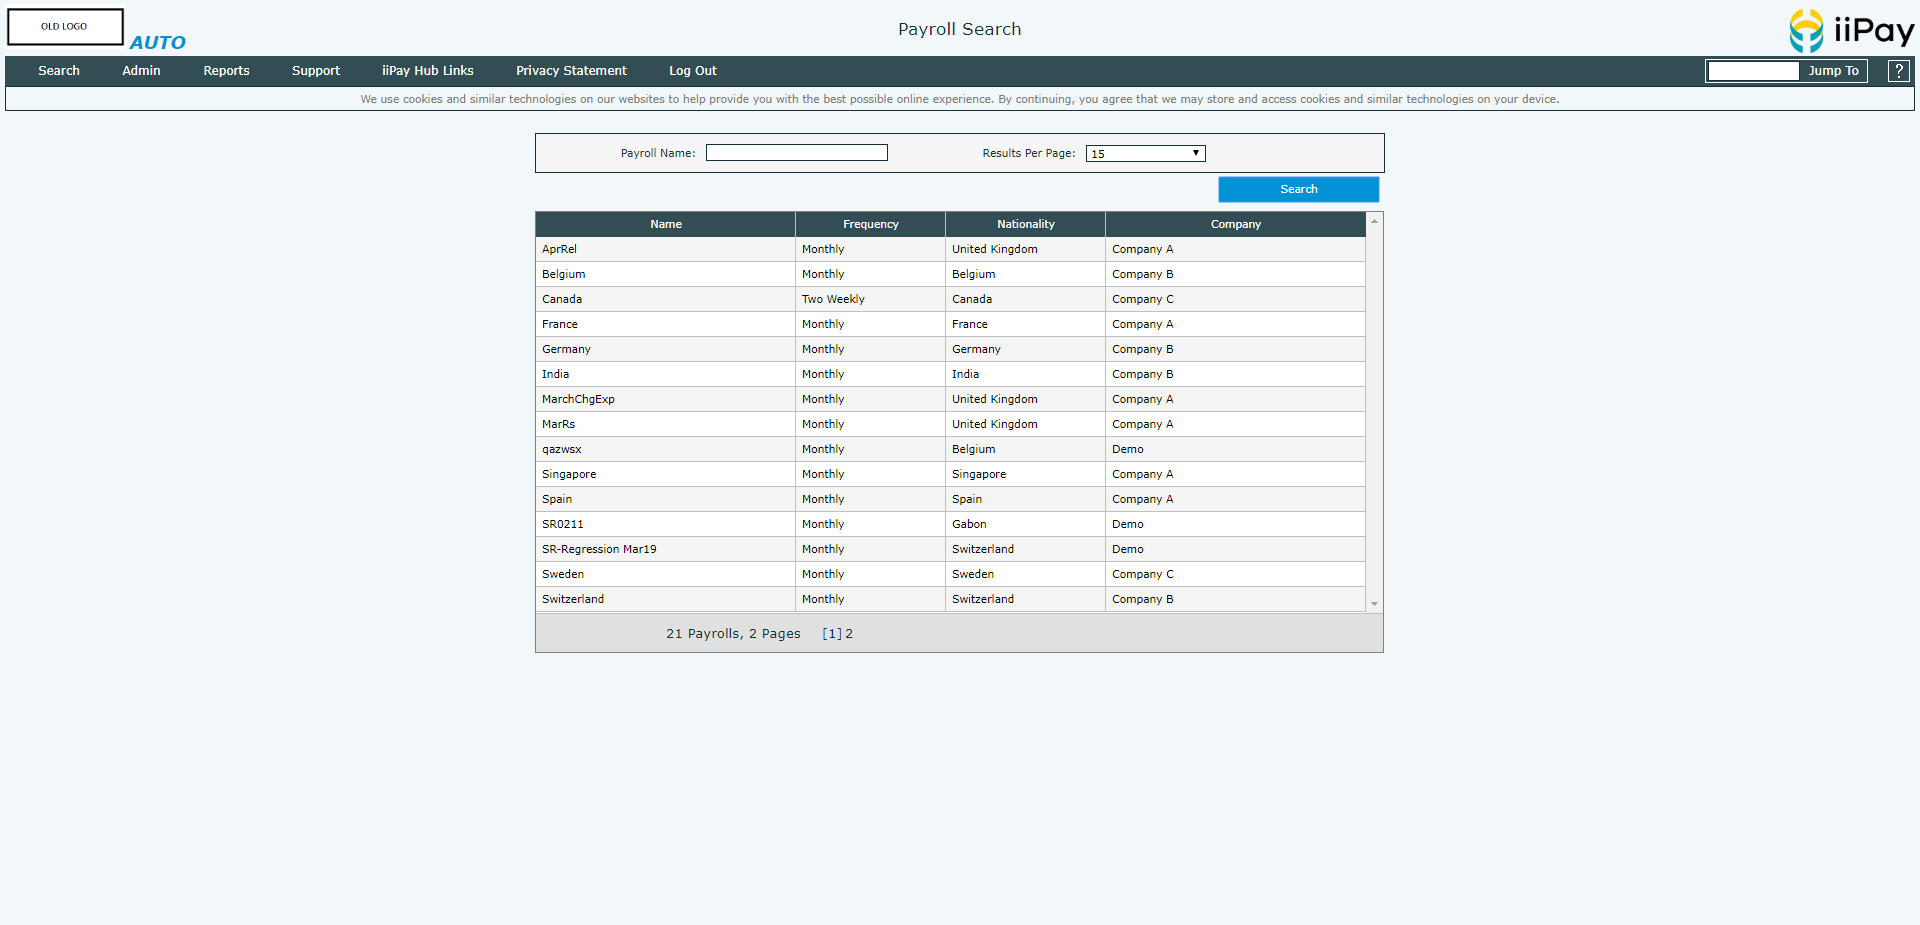 OLD LOGO
AUTO
Payroll Search
iiPay
Search Admin Reports Support iiPay Hub Links Privacy Statement Log Out Jump To ?
We use cookies and similar technologies on our websites to help provide you with the best possible online experience. By continuing, you agree that we may store and access cookies and similar technologies on your device.
Payroll Name: Results Per Page: 15
Search
Name Frequency Nationality Company
AprRel Monthly United Kingdom Company A
Belgium Monthly Belgium Company B
Canada Two Weekly Canada Company C
France Monthly France Company A
Germany Monthly Germany Company B
India Monthly India Company B
MarchChgExp Monthly United Kingdom Company A
MarRs Monthly United Kingdom Company A
qazwsx Monthly Belgium Demo
Singapore Monthly Singapore Company A
Spain Monthly Spain Company A
SR0211 Monthly Gabon Demo
SR-Regression Mar19 Monthly Switzerland Demo
Sweden Monthly Sweden Company C
Switzerland Monthly Switzerland Company B
21 Payrolls, 2 Pages [1] 2